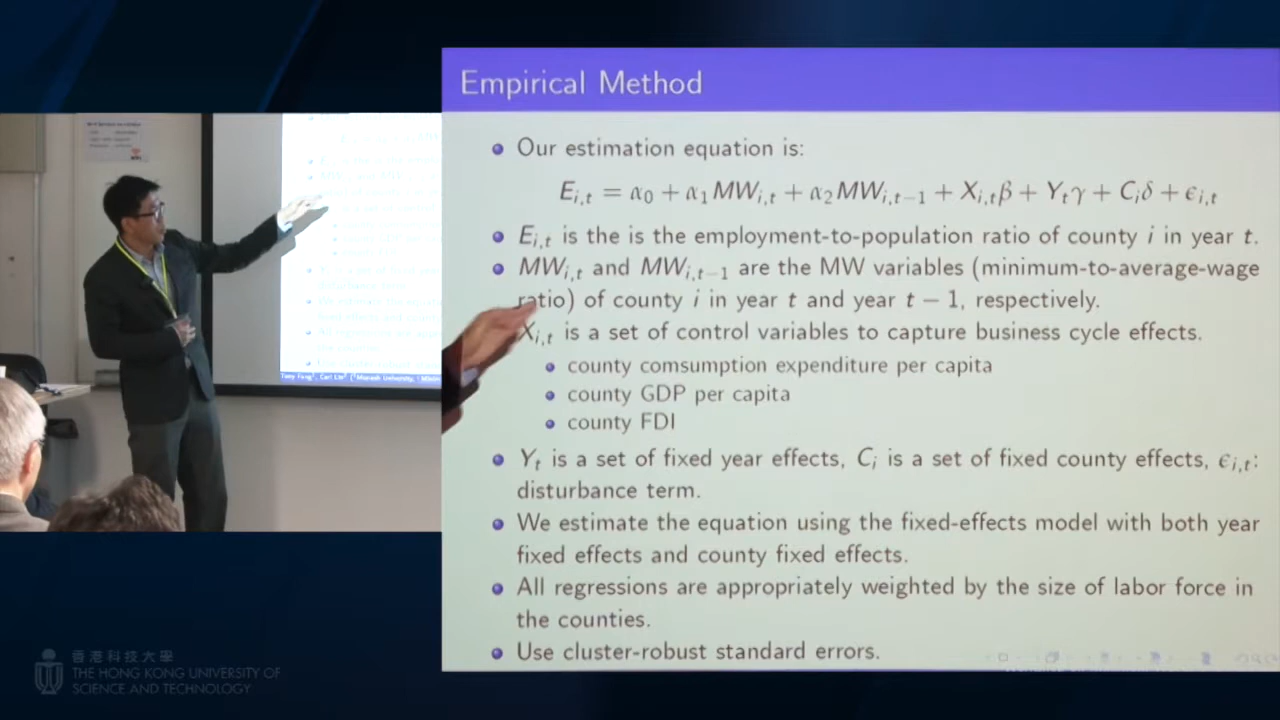 Empirical Method
Our estimation equation is:
E_{i,t} = α_0 + α_1 MW_{i,t} + α_2 MW_{i,t−1} + X_{i,t}β + Y_tγ + C_iδ + ϵ_{i,t}
E_{i,t} is the is the employment-to-population ratio of county i in year t.
MW_{i,t} and MW_{i,t−1} are the MW variables (minimum-to-average-wage
ratio) of county i in year t and year t − 1, respectively.
X_{i,t} is a set of control variables to capture business cycle effects.
county comsumption expenditure per capita
county GDP per capita
county FDI
Y_t is a set of fixed year effects, C_i is a set of fixed county effects, ϵ_{i,t}:
disturbance term.
We estimate the equation using the fixed-effects model with both year
fixed effects and county fixed effects.
All regressions are appropriately weighted by the size of labor force in
the counties.
Use cluster-robust standard errors.
香港科技大學
THE HONG KONG UNIVERSITY OF
SCIENCE AND TECHNOLOGY